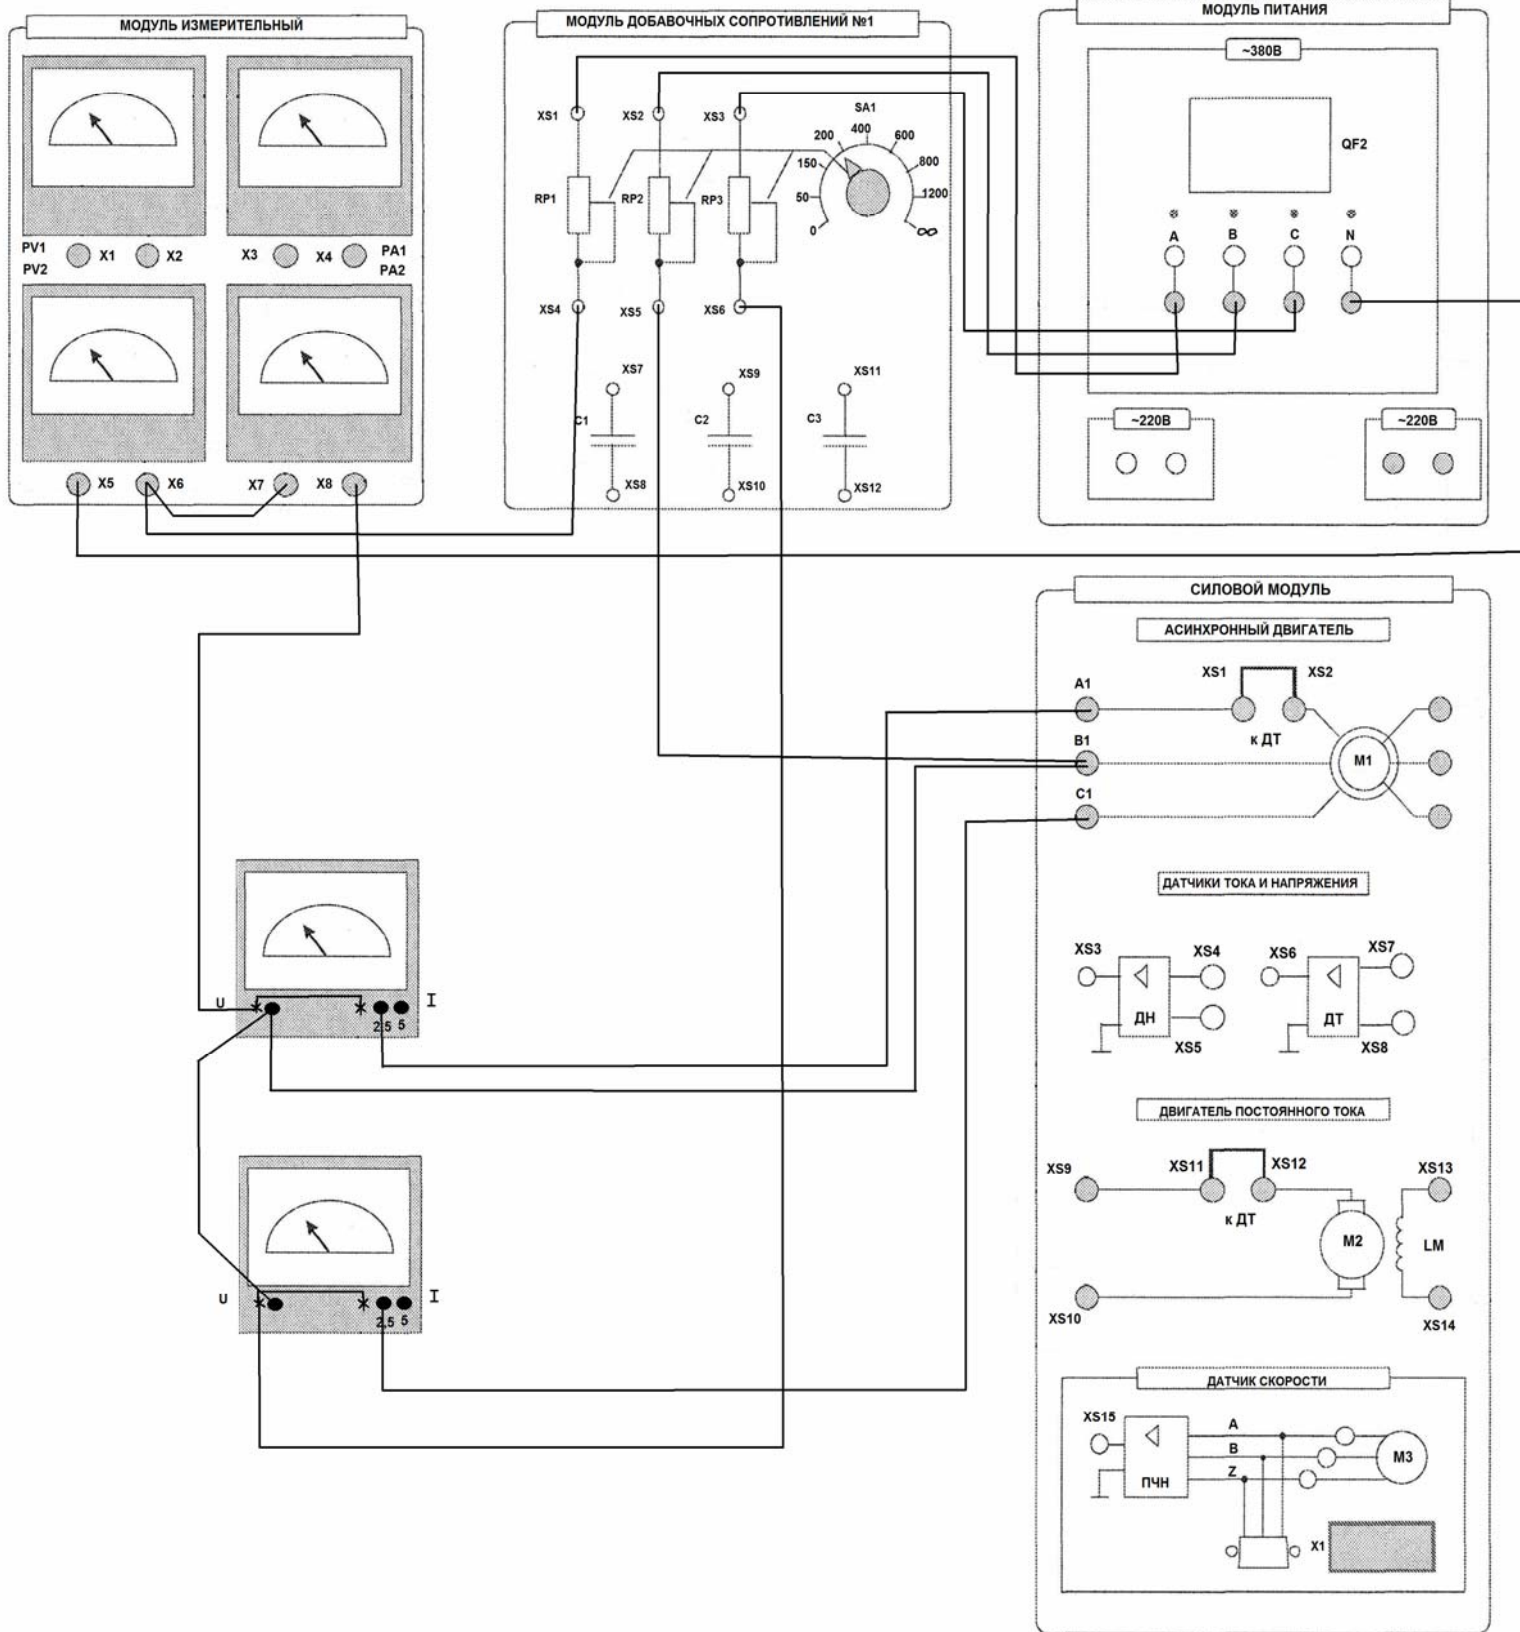 МОДУЛЬ ИЗМЕРИТЕЛЬНЫЙ
PV1 X1 X2 X3 X4 PA1
PV2 PA2
X5 X6 X7 X8
МОДУЛЬ ДОБАВОЧНЫХ СОПРОТИВЛЕНИЙ №1
XS1 XS2 XS3 SA1
0 50 150 200 400 600 800 1200 ∞
RP1 RP2 RP3
XS4 XS5 XS6
XS7 XS9 XS11
C1 C2 C3
XS8 XS10 XS12
МОДУЛЬ ПИТАНИЯ
~380В
QF2
A B C N
~220В ~220В
СИЛОВОЙ МОДУЛЬ
АСИНХРОННЫЙ ДВИГАТЕЛЬ
XS1 XS2
A1
к ДТ
B1 M1
C1
ДАТЧИКИ ТОКА И НАПРЯЖЕНИЯ
XS3 XS4 XS6 XS7
ДН ДТ
XS5 XS8
ДВИГАТЕЛЬ ПОСТОЯННОГО ТОКА
XS9 XS11 XS12 XS13
к ДТ
M2 LM
XS10 XS14
ДАТЧИК СКОРОСТИ
XS15 A
B M3
Z
ПЧН
X1
U I
2,5 5
U I
2,5 5